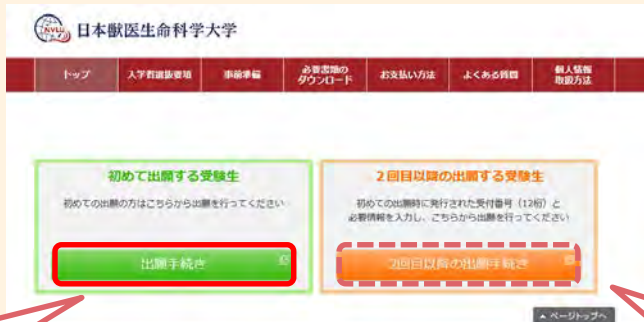 NVLU 日本獣医生命科学大学
トップ 入学者選抜要項 事前準備 必要書類の ダウンロード お支払い方法 よくある質問 個人情報 取扱方法
初めて出願する受験生
初めての出願の方はこちらから出願を行ってください
出願手続き
2回目以降の出願する受験生
初めての出願時に発行された受付番号（12桁）と
必要情報を入力し、こちらから出願を行ってください
2回目以降の出願手続き
▲ ページトップへ